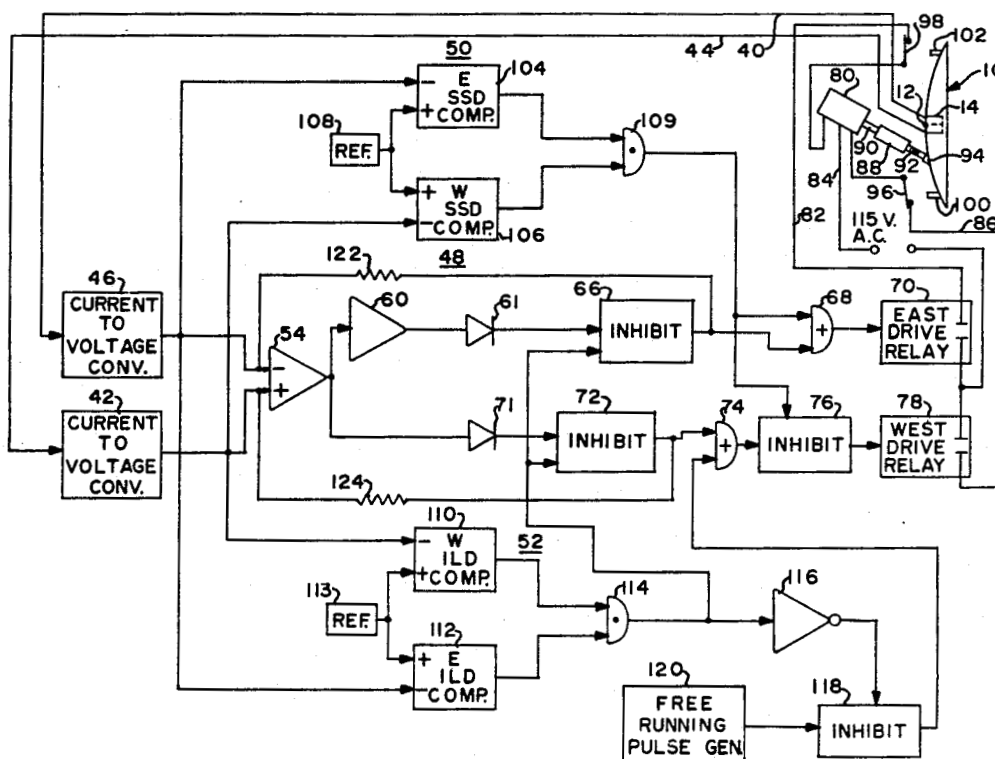 50
44
40
98
102
10
E
SSD
COMP.
-
+
104
80
12
14
108
REF.
109
90
88
92
94
W
SSD
COMP.
+
-
106
84
96
100
82
115 V.
A.C.
86
48
122
46
CURRENT
TO
VOLTAGE
CONV.
54
-
+
60
61
66
INHIBIT
68
+
70
EAST
DRIVE
RELAY
42
CURRENT
TO
VOLTAGE
CONV.
71
72
INHIBIT
74
+
76
INHIBIT
78
WEST
DRIVE
RELAY
124
110
52
-
W
ILD
COMP.
+
113
REF.
114
116
112
+
E
ILD
COMP.
-
120
FREE
RUNNING
PULSE GEN.
118
INHIBIT